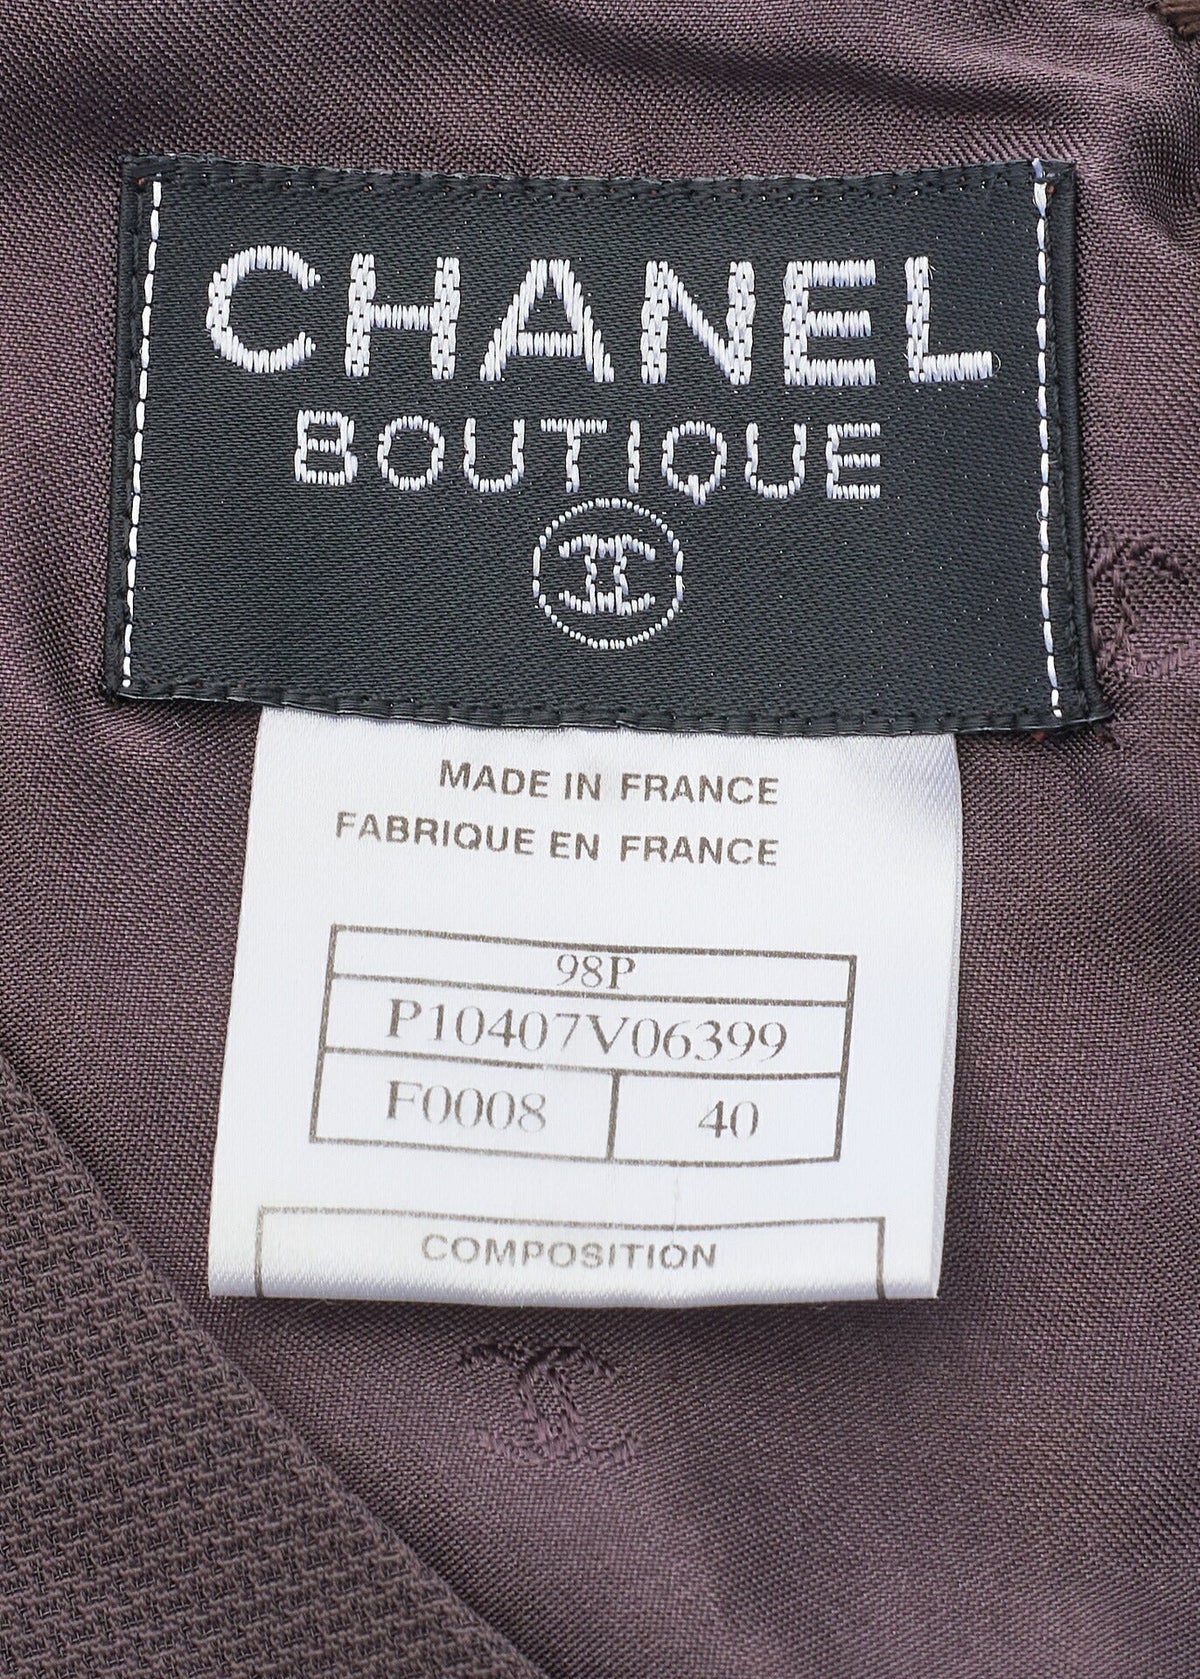 CHANEL
BOUTIQUE
MADE IN FRANCE
FABRIQUE EN FRANCE
98P
P10407V06399
F0008 40
COMPOSITION